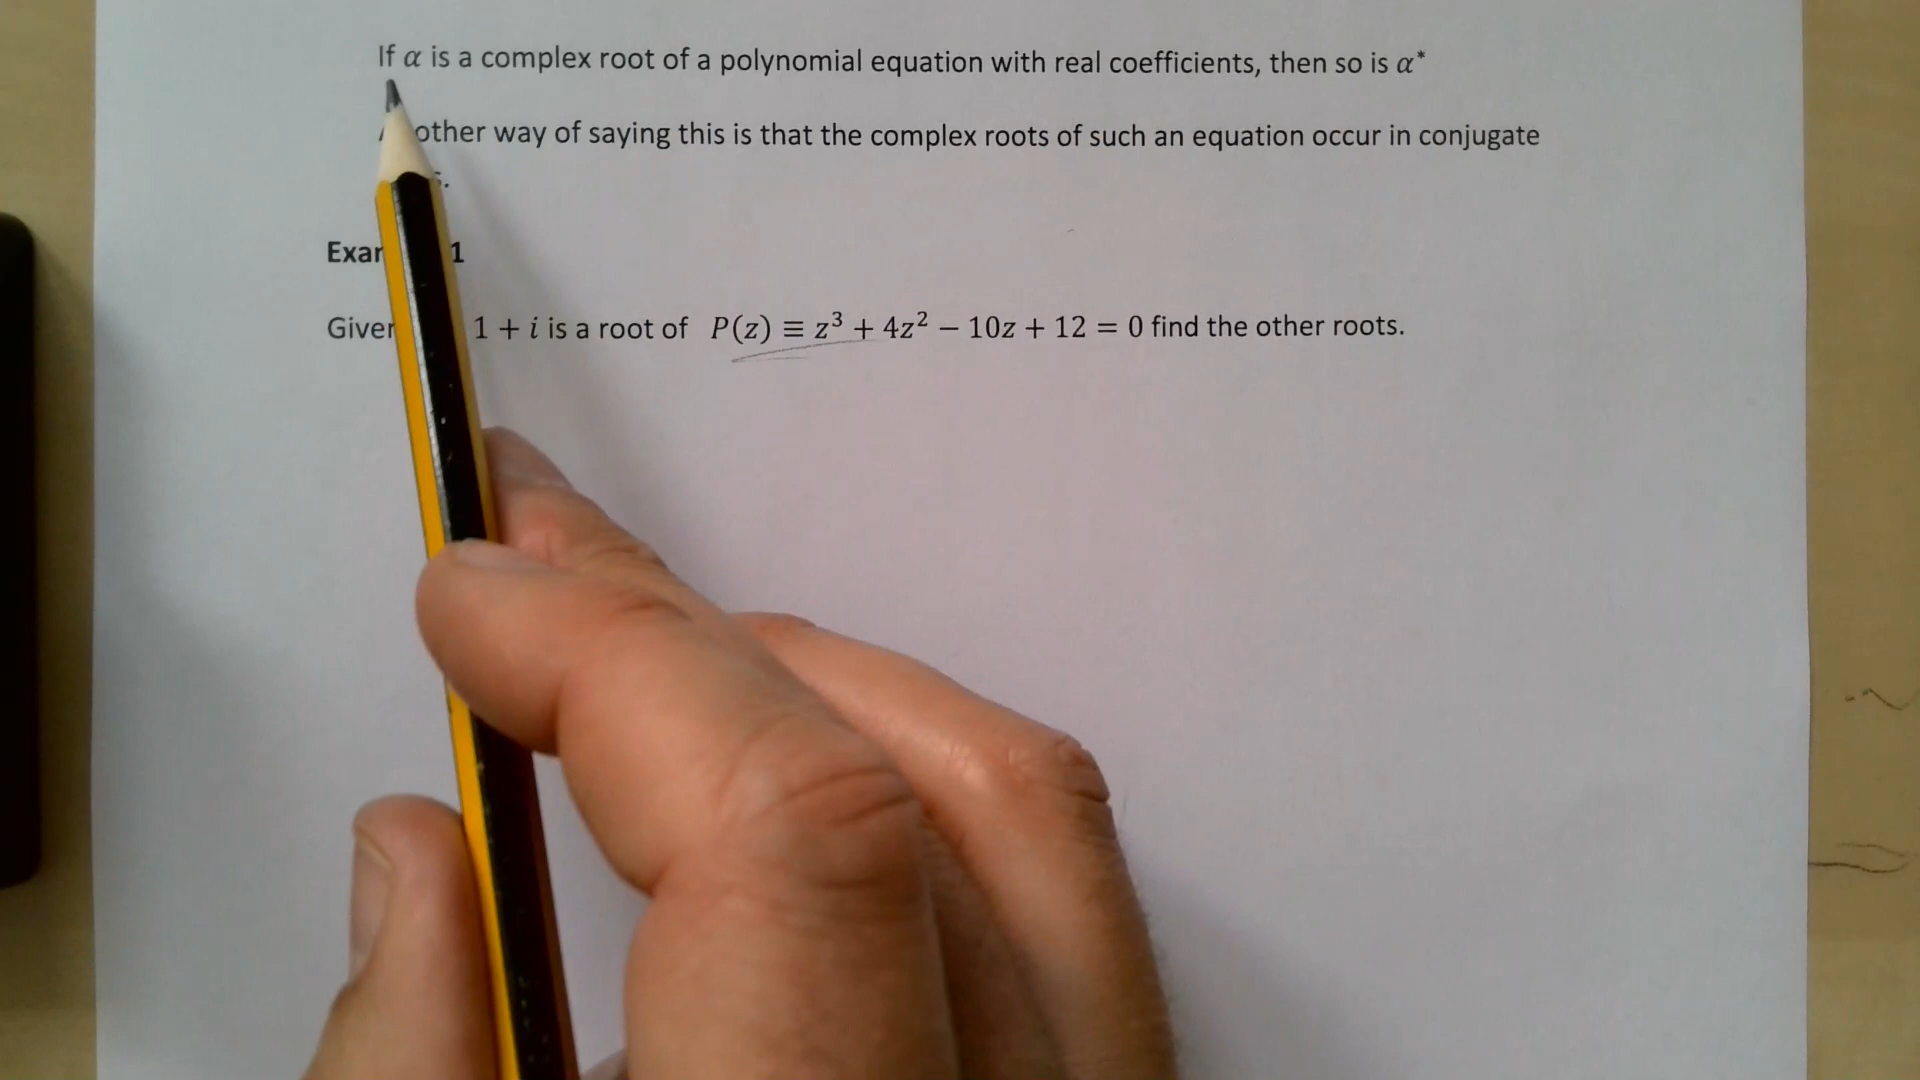 If α is a complex root of a polynomial equation with real coefficients, then so is α*
other way of saying this is that the complex roots of such an equation occur in conjugate
1
1 + i is a root of P(z) ≡ z³ + 4z² − 10z + 12 = 0 find the other roots.